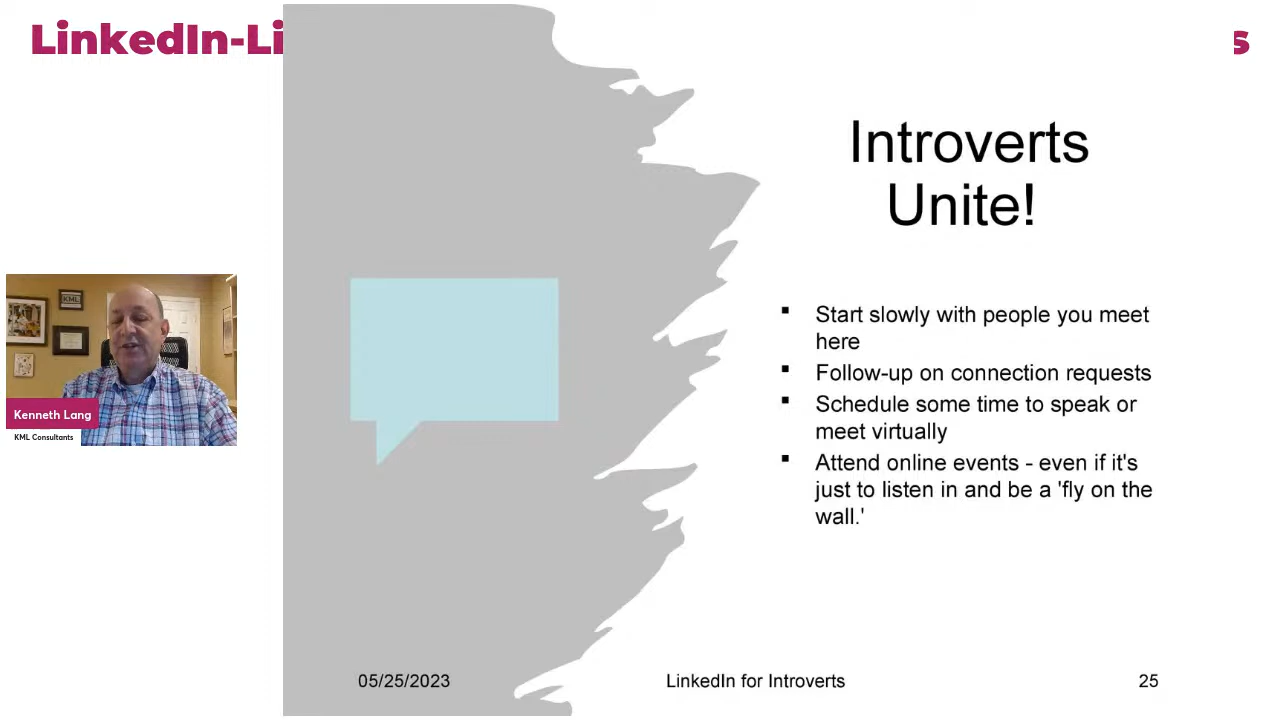 LinkedIn-Li
s
Introverts
Unite!
Start slowly with people you meet
here
Follow-up on connection requests
Schedule some time to speak or
meet virtually
Attend online events - even if it's
just to listen in and be a 'fly on the
wall.'
KML
Kenneth Lang
KML Consultants
05/25/2023
LinkedIn for Introverts
25